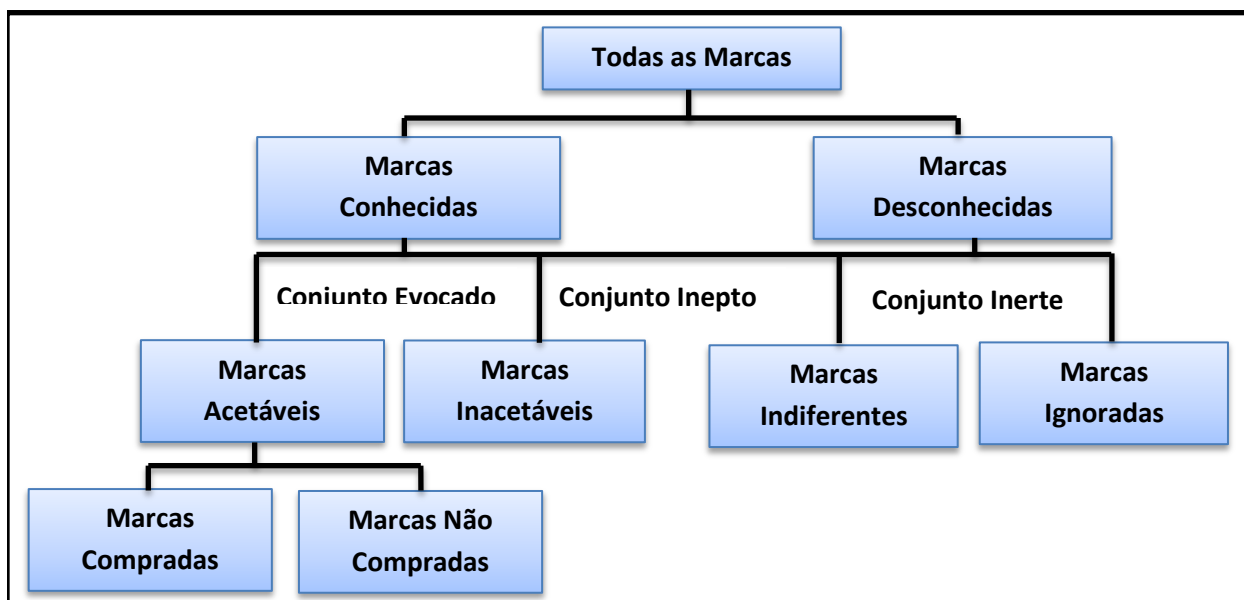 Todas as Marcas
Marcas
Conhecidas
Marcas
Desconhecidas
Conjunto Evocado
Conjunto Inepto
Conjunto Inerte
Marcas
Acetáveis
Marcas
Inacetáveis
Marcas
Indiferentes
Marcas
Ignoradas
Marcas
Compradas
Marcas Não
Compradas